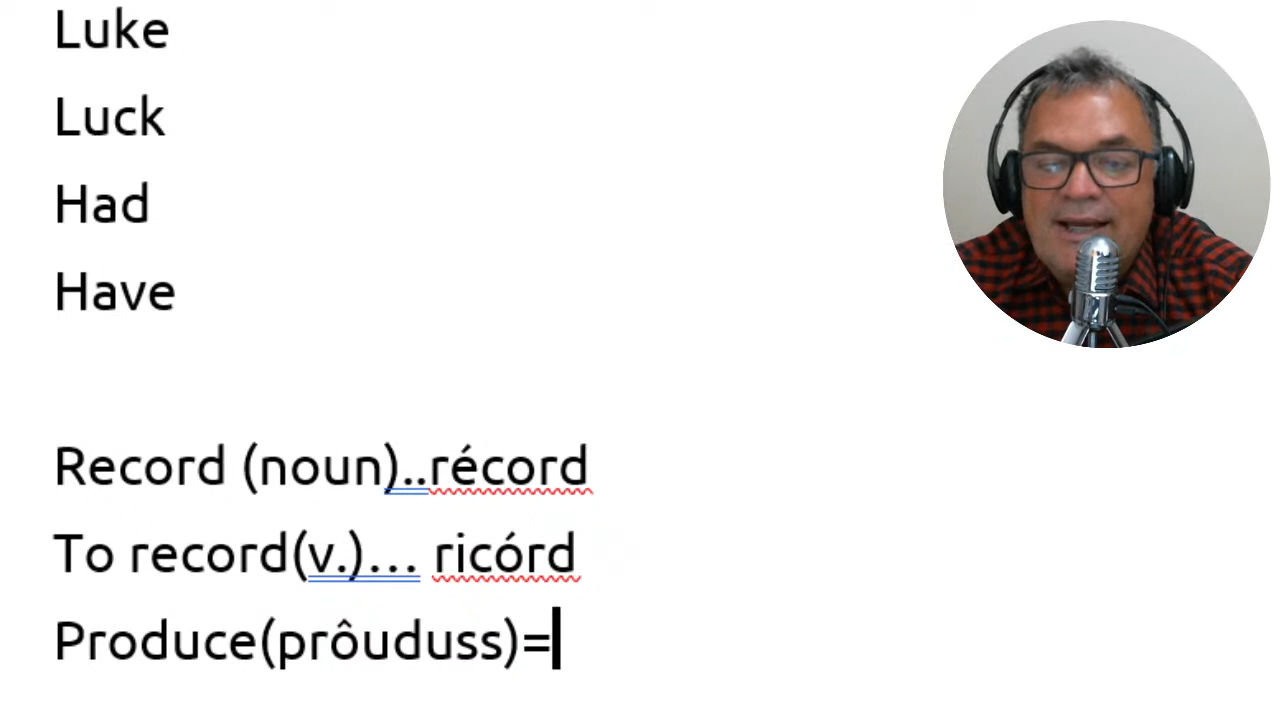 Luke
Luck
Had
Have
Record (noun)..récord
To record(v.)... ricórd
Produce(prôuduss)=